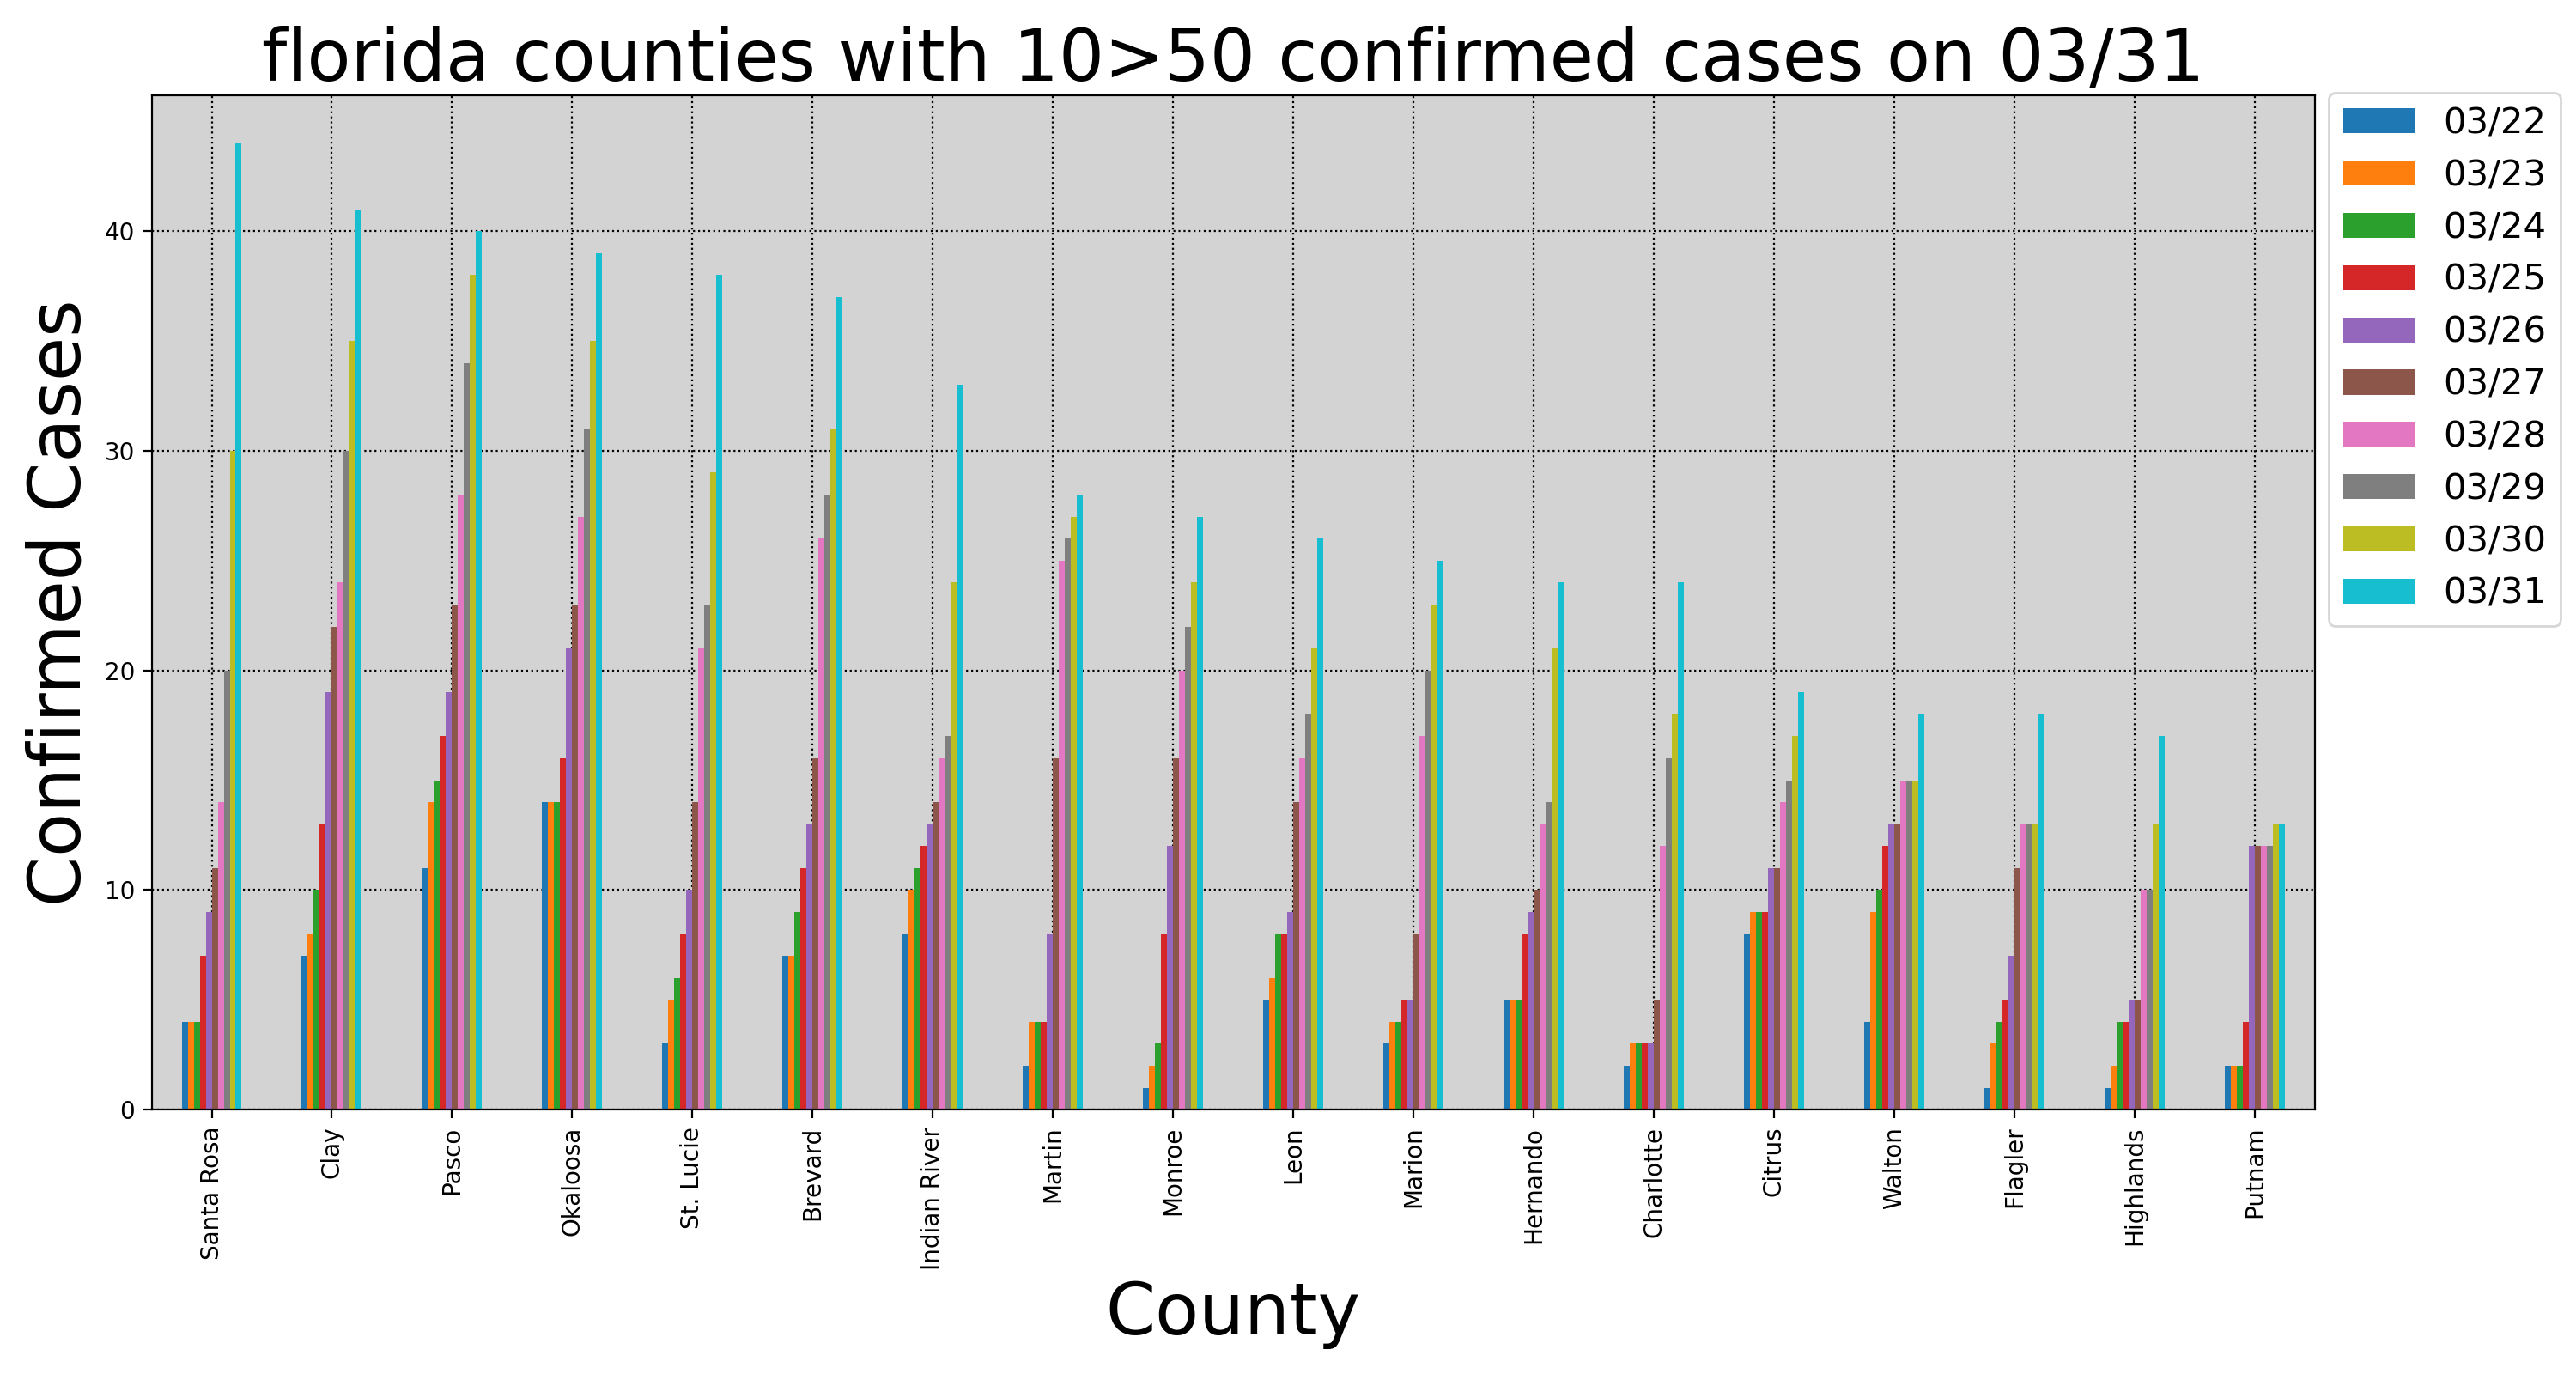 florida counties with 10>50 confirmed cases on 03/31
03/22
03/23
03/24
03/25
03/26
03/27
03/28
03/29
03/30
03/31
Confirmed Cases
40
30
20
10
0
Santa Rosa
Clay
Pasco
Okaloosa
St. Lucie
Brevard
Indian River
Martin
Monroe
Leon
Marion
Hernando
Charlotte
Citrus
Walton
Flagler
Highlands
Putnam
County